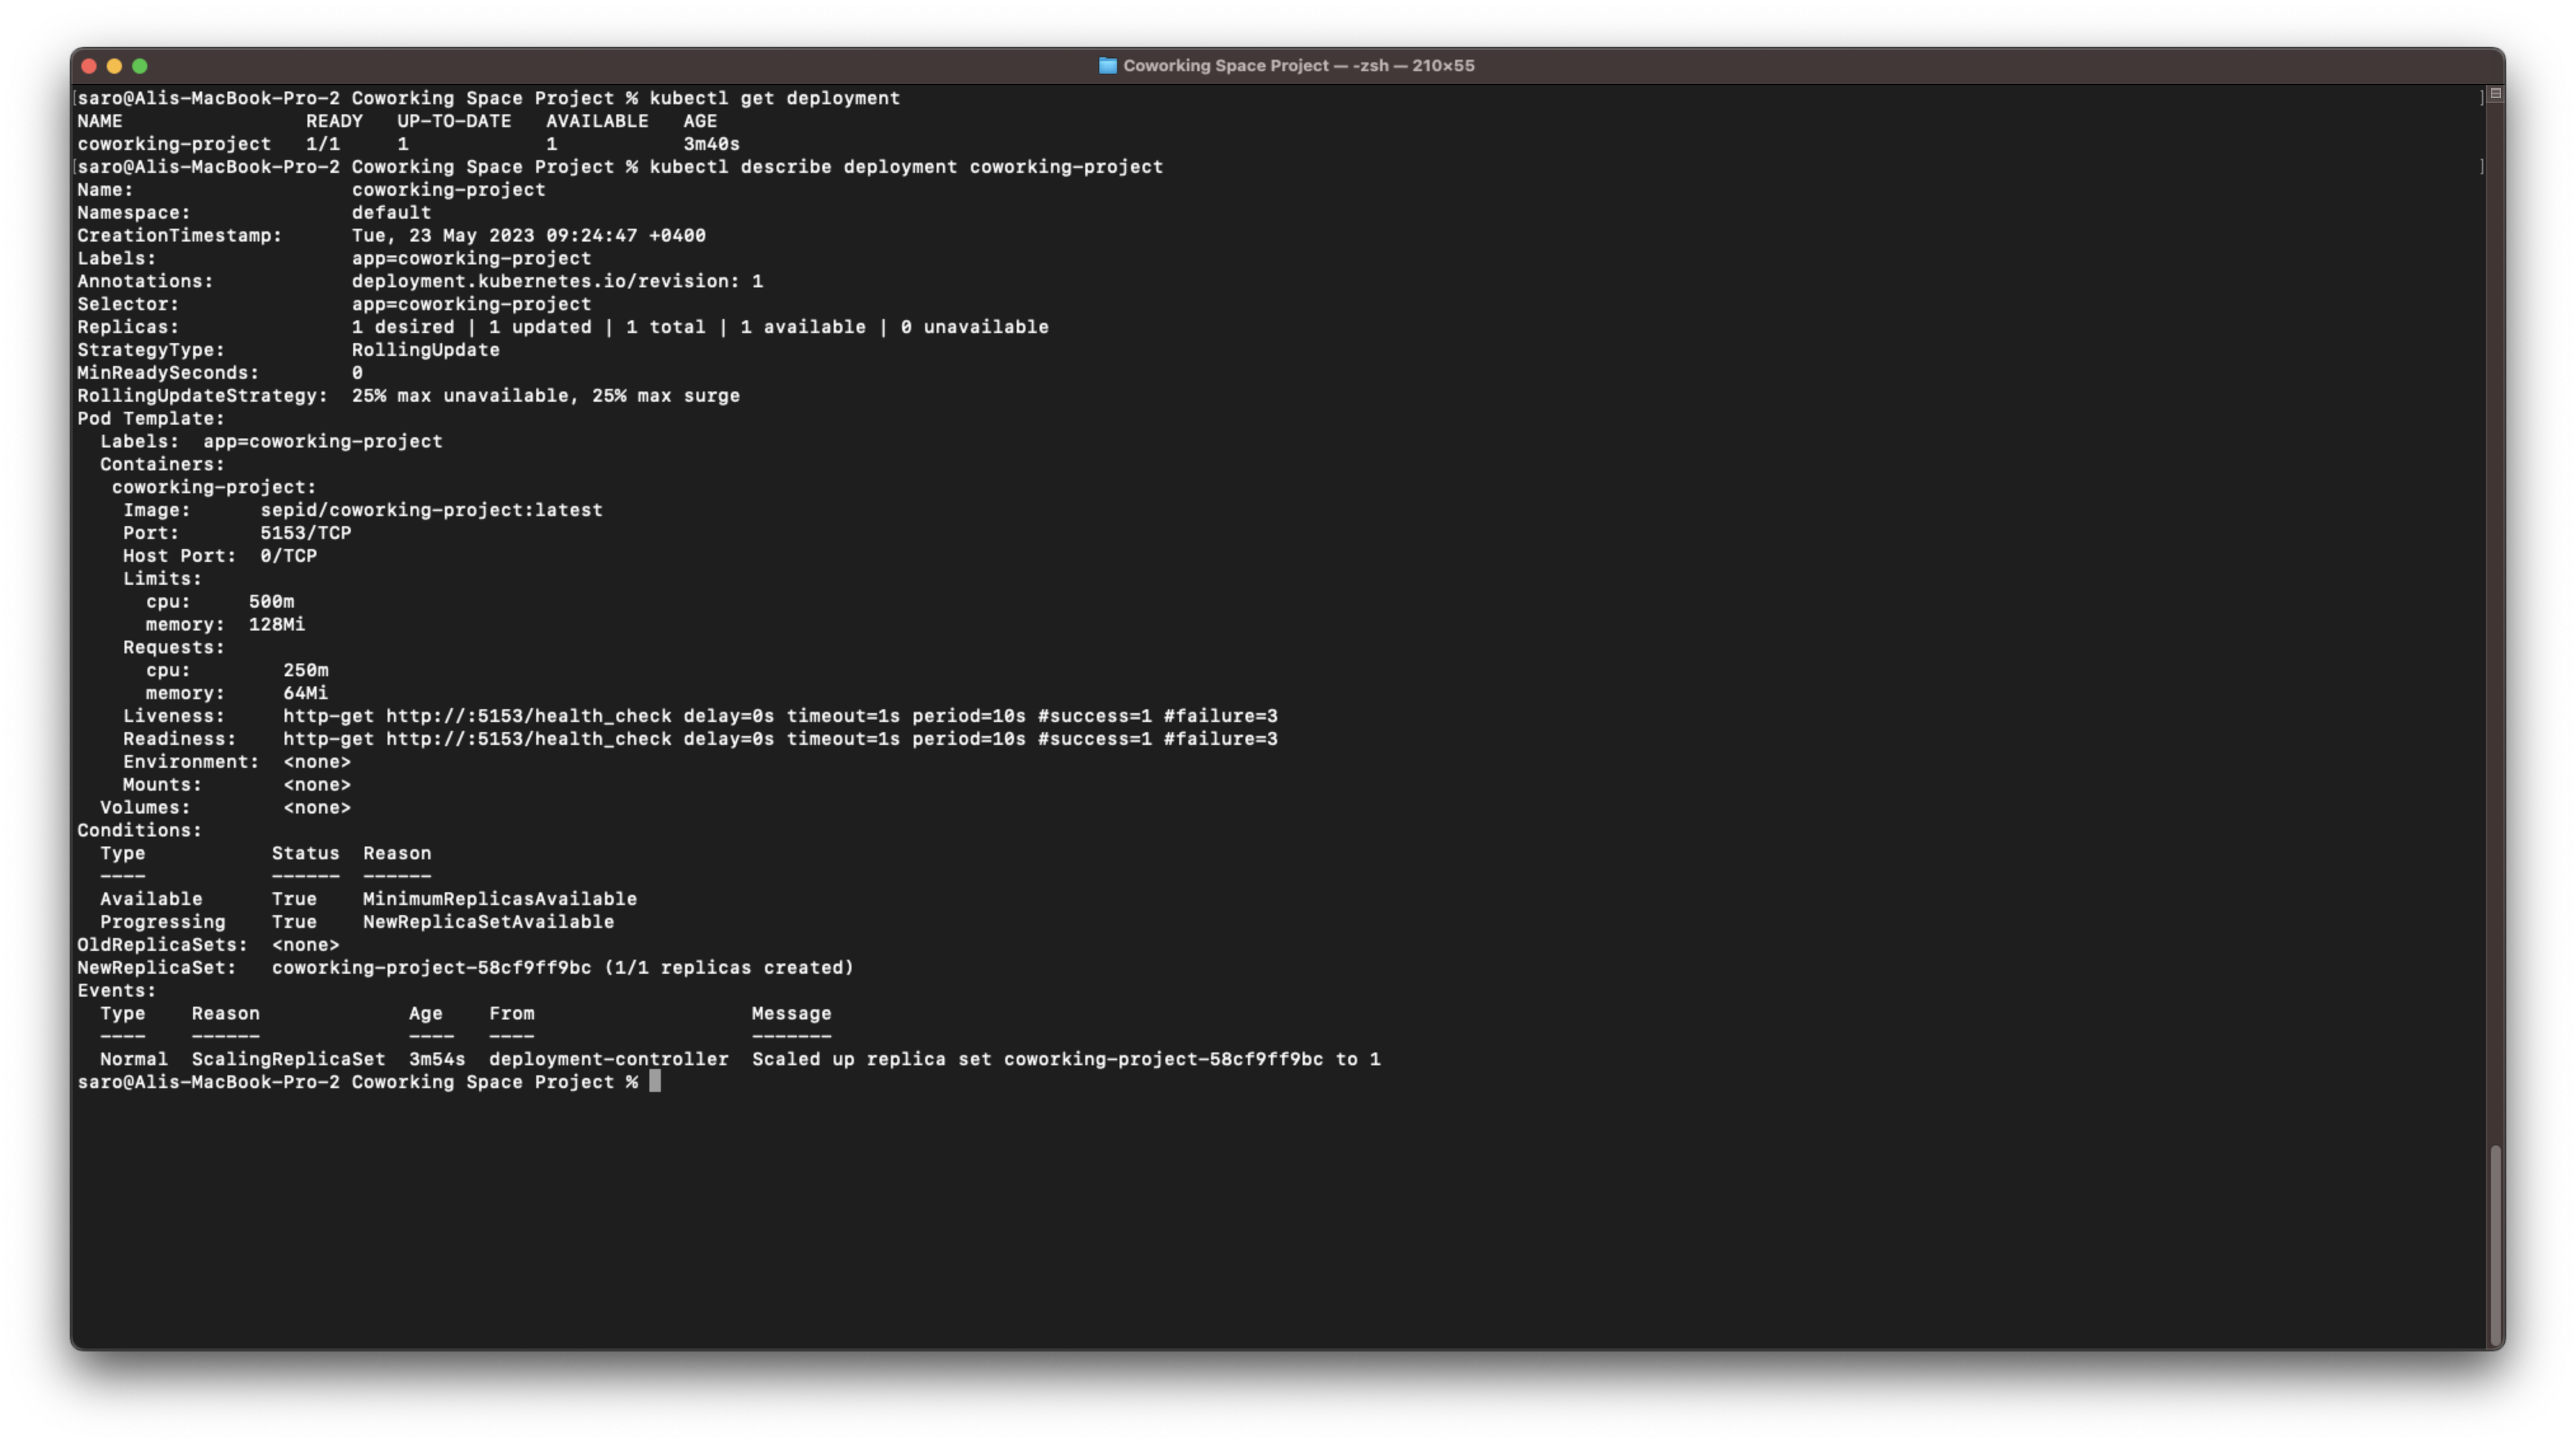 Coworking Space Project — -zsh — 210×55
[saro@Alis-MacBook-Pro-2 Coworking Space Project % kubectl get deployment ]
NAME                READY   UP-TO-DATE   AVAILABLE   AGE
coworking-project   1/1     1            1           3m40s
[saro@Alis-MacBook-Pro-2 Coworking Space Project % kubectl describe deployment coworking-project ]
Name:                   coworking-project
Namespace:              default
CreationTimestamp:      Tue, 23 May 2023 09:24:47 +0400
Labels:                 app=coworking-project
Annotations:            deployment.kubernetes.io/revision: 1
Selector:               app=coworking-project
Replicas:               1 desired | 1 updated | 1 total | 1 available | 0 unavailable
StrategyType:           RollingUpdate
MinReadySeconds:        0
RollingUpdateStrategy:  25% max unavailable, 25% max surge
Pod Template:
  Labels:  app=coworking-project
  Containers:
   coworking-project:
    Image:      sepid/coworking-project:latest
    Port:       5153/TCP
    Host Port:  0/TCP
    Limits:
      cpu:     500m
      memory:  128Mi
    Requests:
      cpu:        250m
      memory:     64Mi
    Liveness:     http-get http://:5153/health_check delay=0s timeout=1s period=10s #success=1 #failure=3
    Readiness:    http-get http://:5153/health_check delay=0s timeout=1s period=10s #success=1 #failure=3
    Environment:  <none>
    Mounts:       <none>
  Volumes:        <none>
Conditions:
  Type           Status  Reason
  ----           ------  ------
  Available      True    MinimumReplicasAvailable
  Progressing    True    NewReplicaSetAvailable
OldReplicaSets:  <none>
NewReplicaSet:   coworking-project-58cf9ff9bc (1/1 replicas created)
Events:
  Type    Reason             Age    From                   Message
  ----    ------             ----   ----                   -------
  Normal  ScalingReplicaSet  3m54s  deployment-controller  Scaled up replica set coworking-project-58cf9ff9bc to 1
saro@Alis-MacBook-Pro-2 Coworking Space Project %